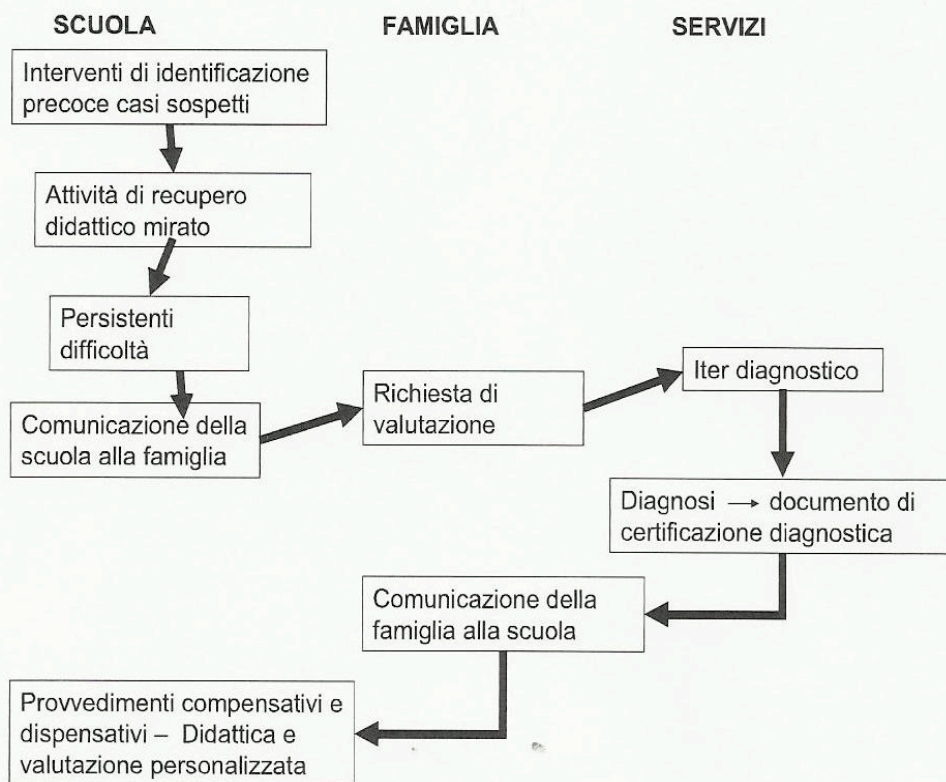 SCUOLA
FAMIGLIA
SERVIZI
Interventi di identificazione
precoce casi sospetti
Attività di recupero
didattico mirato
Persistenti
difficoltà
Comunicazione della
scuola alla famiglia
Richiesta di
valutazione
Iter diagnostico
Diagnosi → documento di
certificazione diagnostica
Comunicazione della
famiglia alla scuola
Provvedimenti compensativi e
dispensativi – Didattica e
valutazione personalizzata